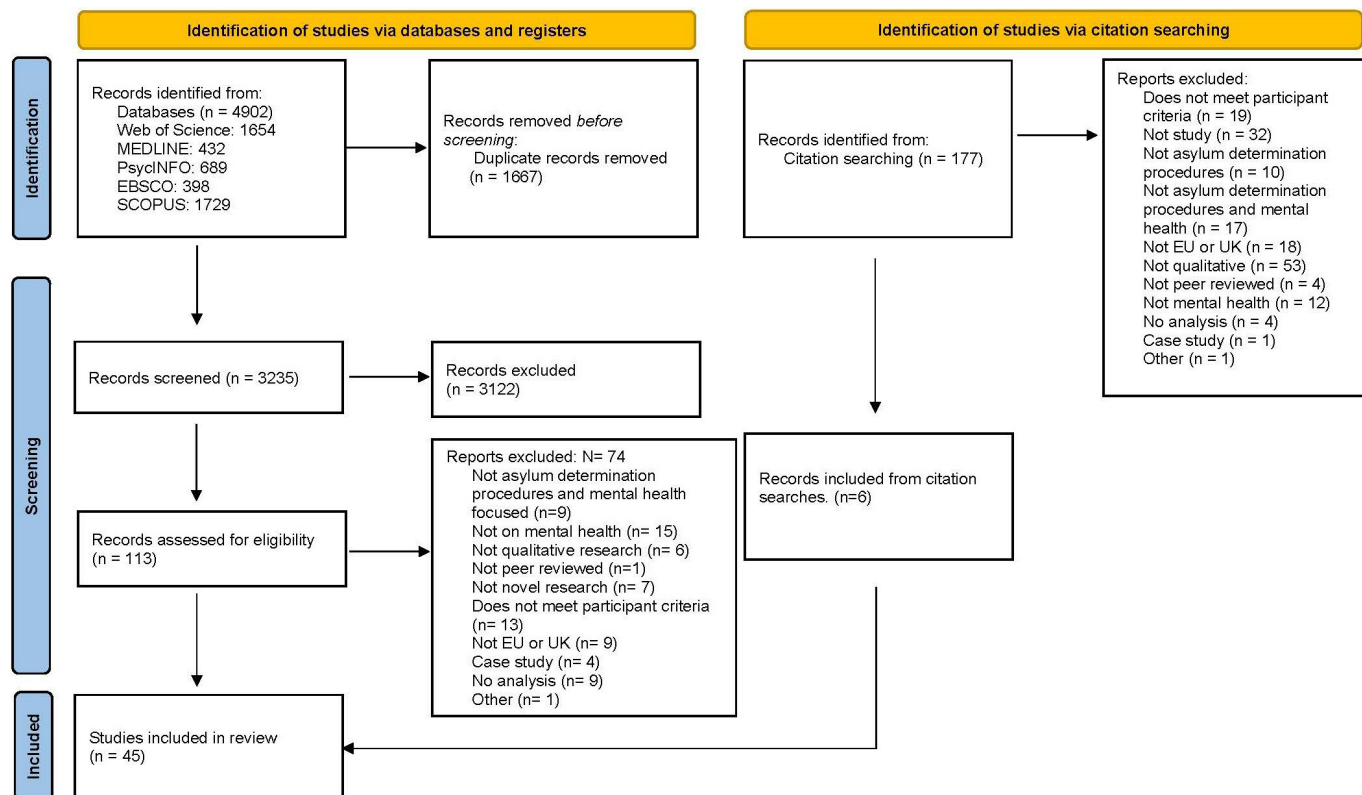 Identification of studies via databases and registers
Identification of studies via citation searching
Identification
Records identified from:
Databases (n = 4902)
Web of Science: 1654
MEDLINE: 432
PsycINFO: 689
EBSCO: 398
SCOPUS: 1729
Records removed before
screening:
Duplicate records removed
(n = 1667)
Records identified from:
Citation searching (n = 177)
Reports excluded:
Does not meet participant
criteria (n = 19)
Not study (n = 32)
Not asylum determination
procedures (n = 10)
Not asylum determination
procedures and mental
health (n = 17)
Not EU or UK (n = 18)
Not qualitative (n = 53)
Not peer reviewed (n = 4)
Not mental health (n = 12)
No analysis (n = 4)
Case study (n = 1)
Other (n = 1)
Screening
Records screened (n = 3235)
Records excluded
(n = 3122)
Records assessed for eligibility
(n = 113)
Reports excluded: N= 74
Not asylum determination
procedures and mental health
focused (n=9)
Not on mental health (n= 15)
Not qualitative research (n= 6)
Not peer reviewed (n=1)
Not novel research (n= 7)
Does not meet participant criteria
(n= 13)
Not EU or UK (n= 9)
Case study (n= 4)
No analysis (n= 9)
Other (n= 1)
Records included from citation
searches. (n=6)
Included
Studies included in review
(n = 45)